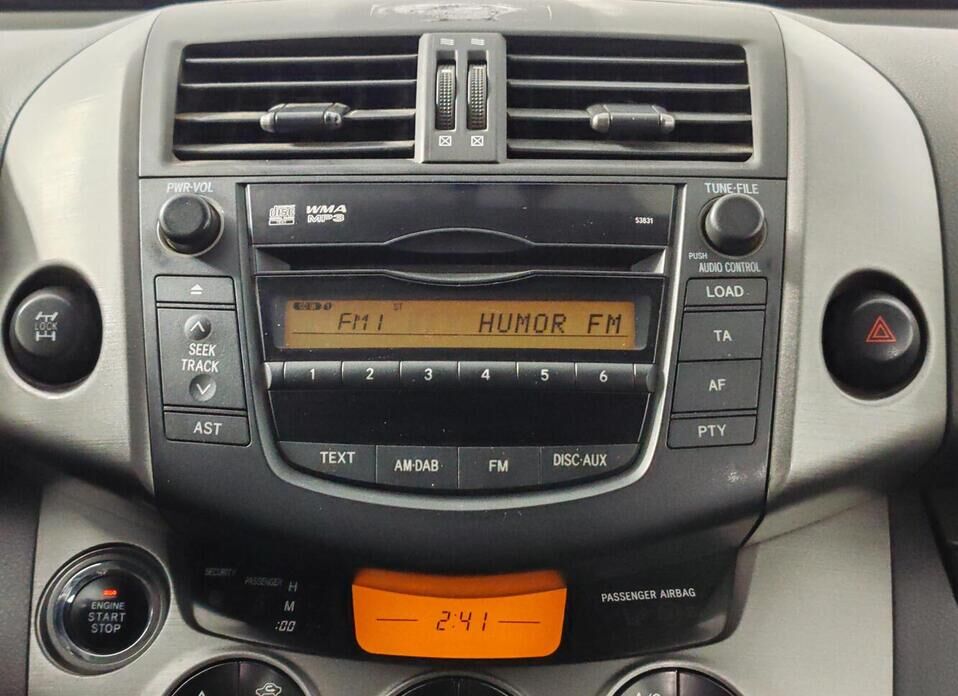 PWR·VOL
TUNE·FILE
WMA
MP3
53831
PUSH
AUDIO CONTROL
LOAD
LOCK
ST
FM1 HUMOR FM
SEEK
TRACK
TA
1 2 3 4 5 6
AF
AST
PTY
TEXT
AM·DAB
FM
DISC·AUX
SECURITY
PASSENGER
H
M
:00
2:41
PASSENGER AIRBAG
ENGINE
START
STOP
A/C